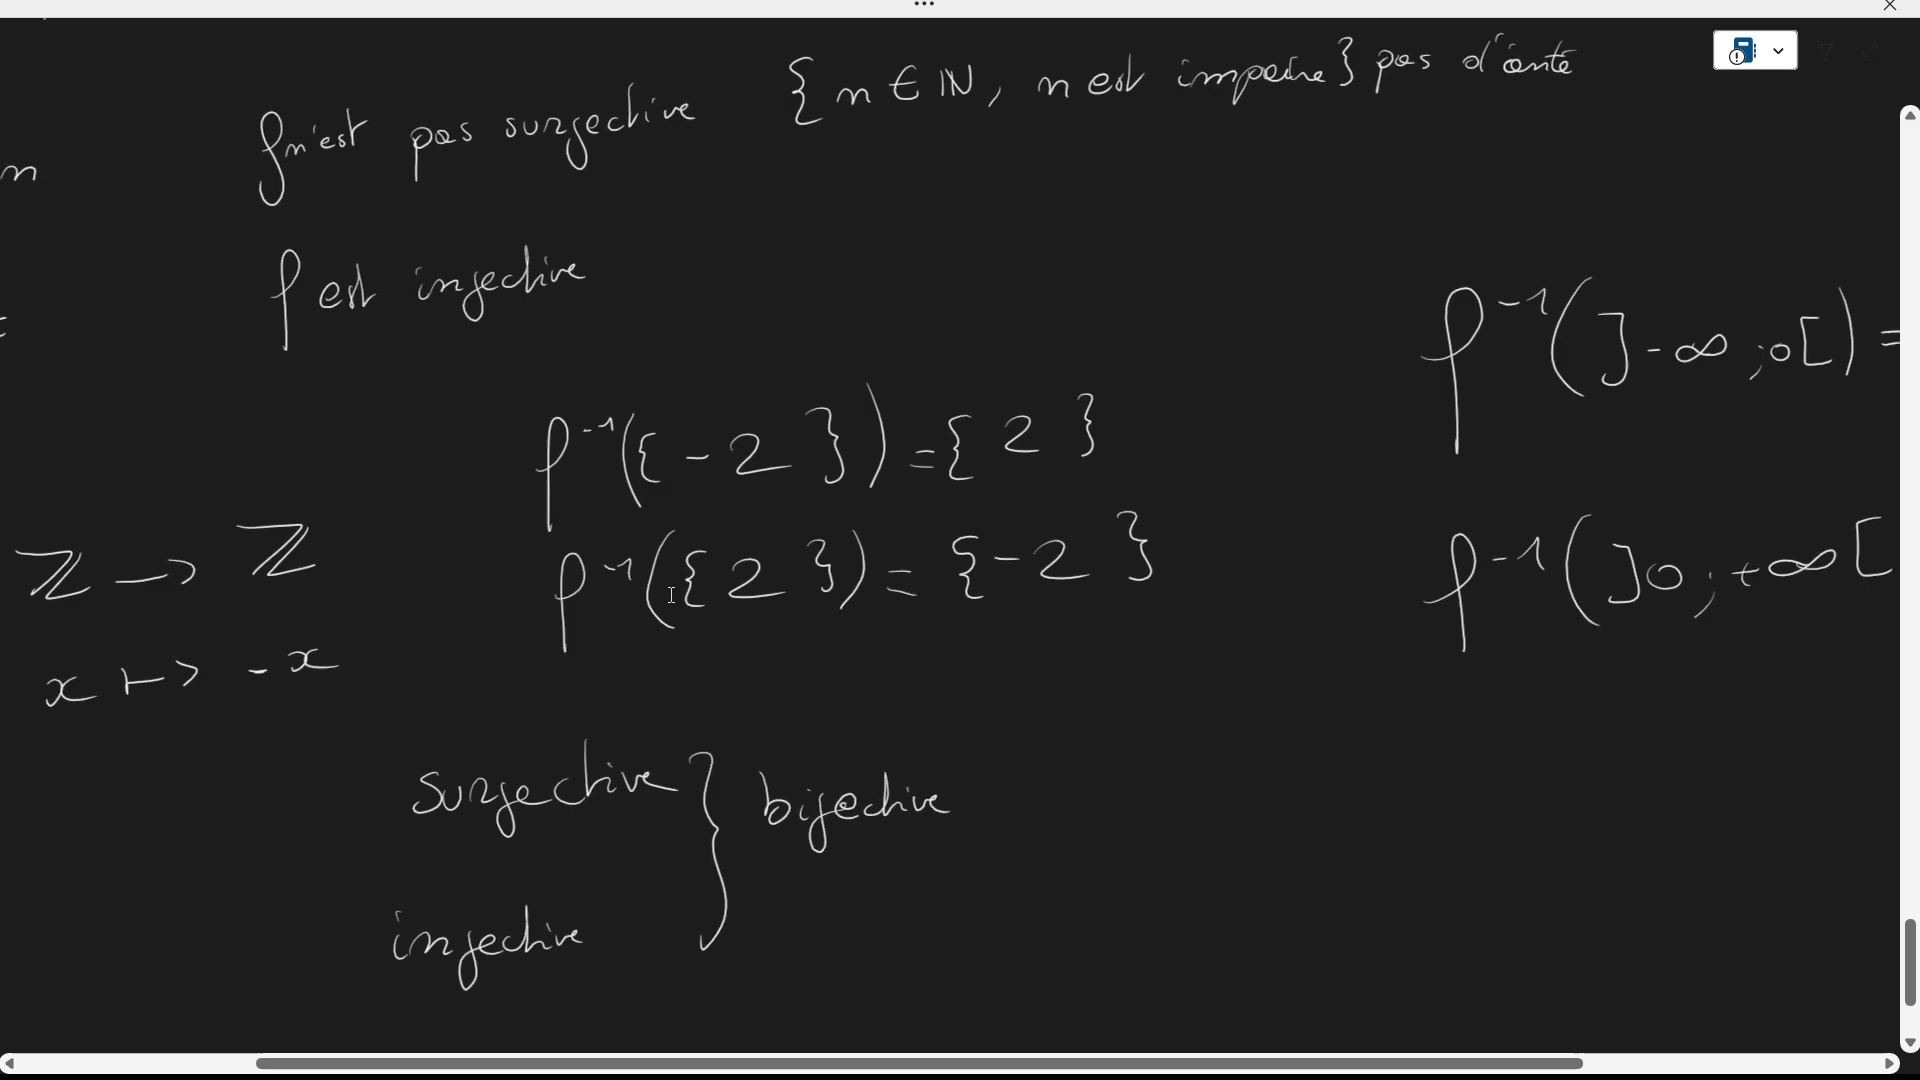 { n ∈ ℕ, n est impaire } pas d'anté
f n'est pas surjective
n
f est injective
f⁻¹(]-∞ ; 0[) =
f⁻¹({-2}) = {2}
ℤ → ℤ
f⁻¹({2}) = {-2}
f⁻¹(]0 ; +∞[
x ↦ -x
surjective } bijective
injective